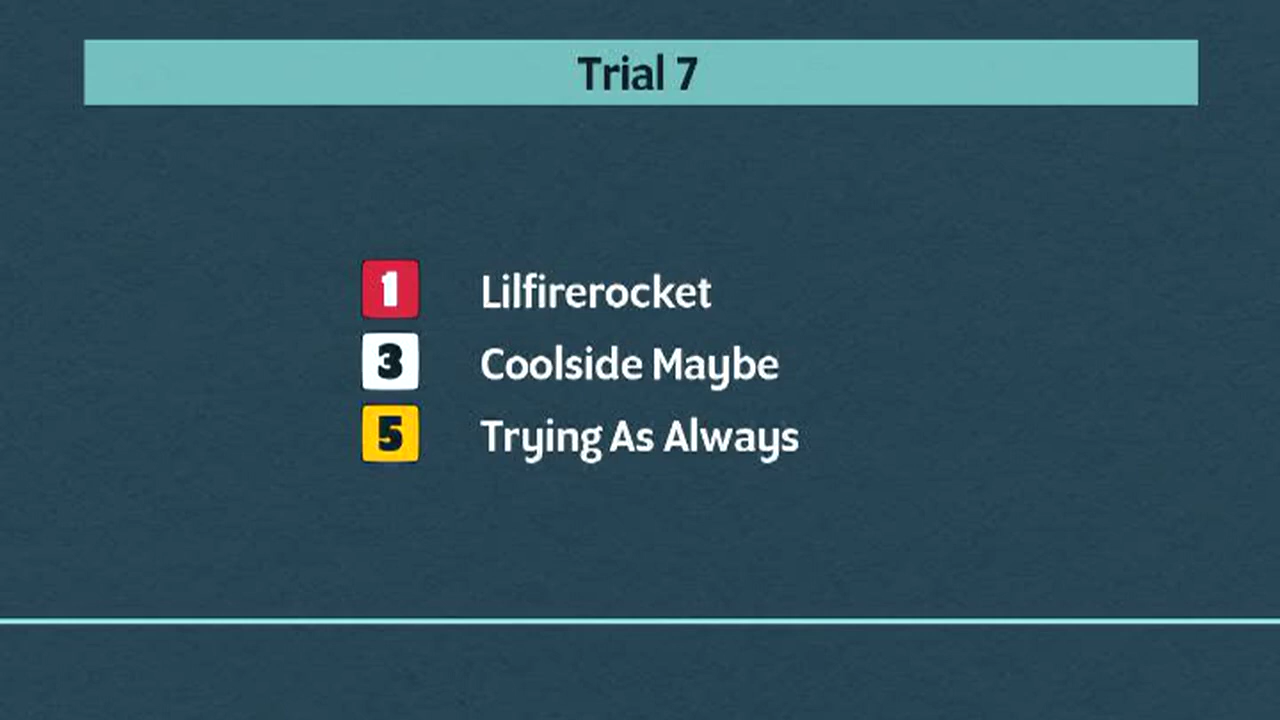 Trial 7
1 Lilfirerocket
3 Coolside Maybe
5 Trying As Always